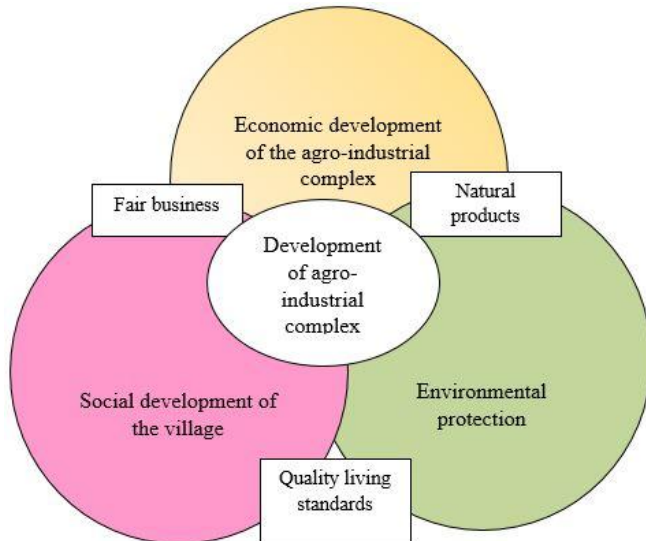 Economic development
of the agro-industrial
complex
Fair business
Natural
products
Development
of agro-
industrial
complex
Social development of
the village
Environmental
protection
Quality living
standards